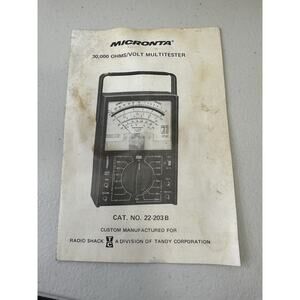 MICRONTA®
30,000 OHMS/VOLT MULTITESTER
CAT. NO. 22-203B
CUSTOM MANUFACTURED FOR
RADIO SHACK A DIVISION OF TANDY CORPORATION